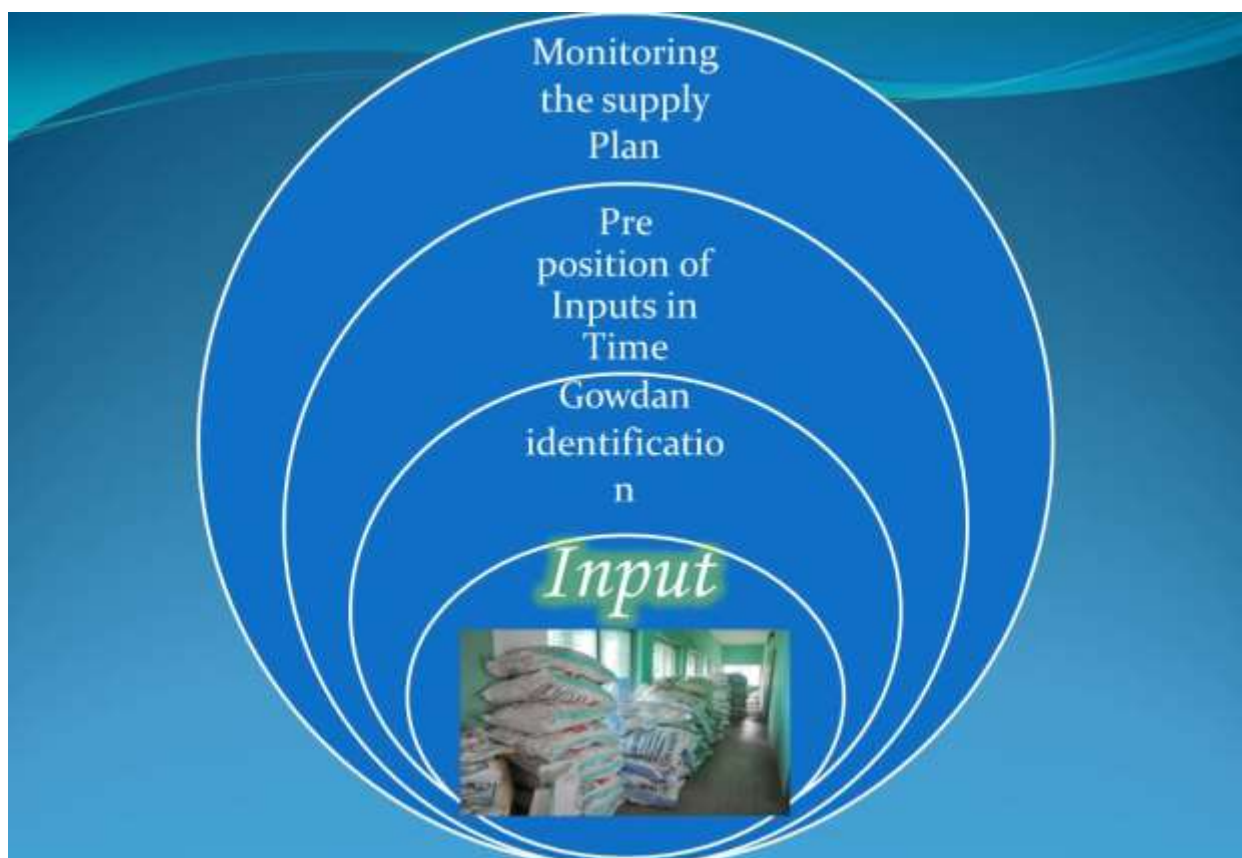 Monitoring
the supply
Plan
Pre
position of
Inputs in
Time
Gowdan
identificatio
n
Input